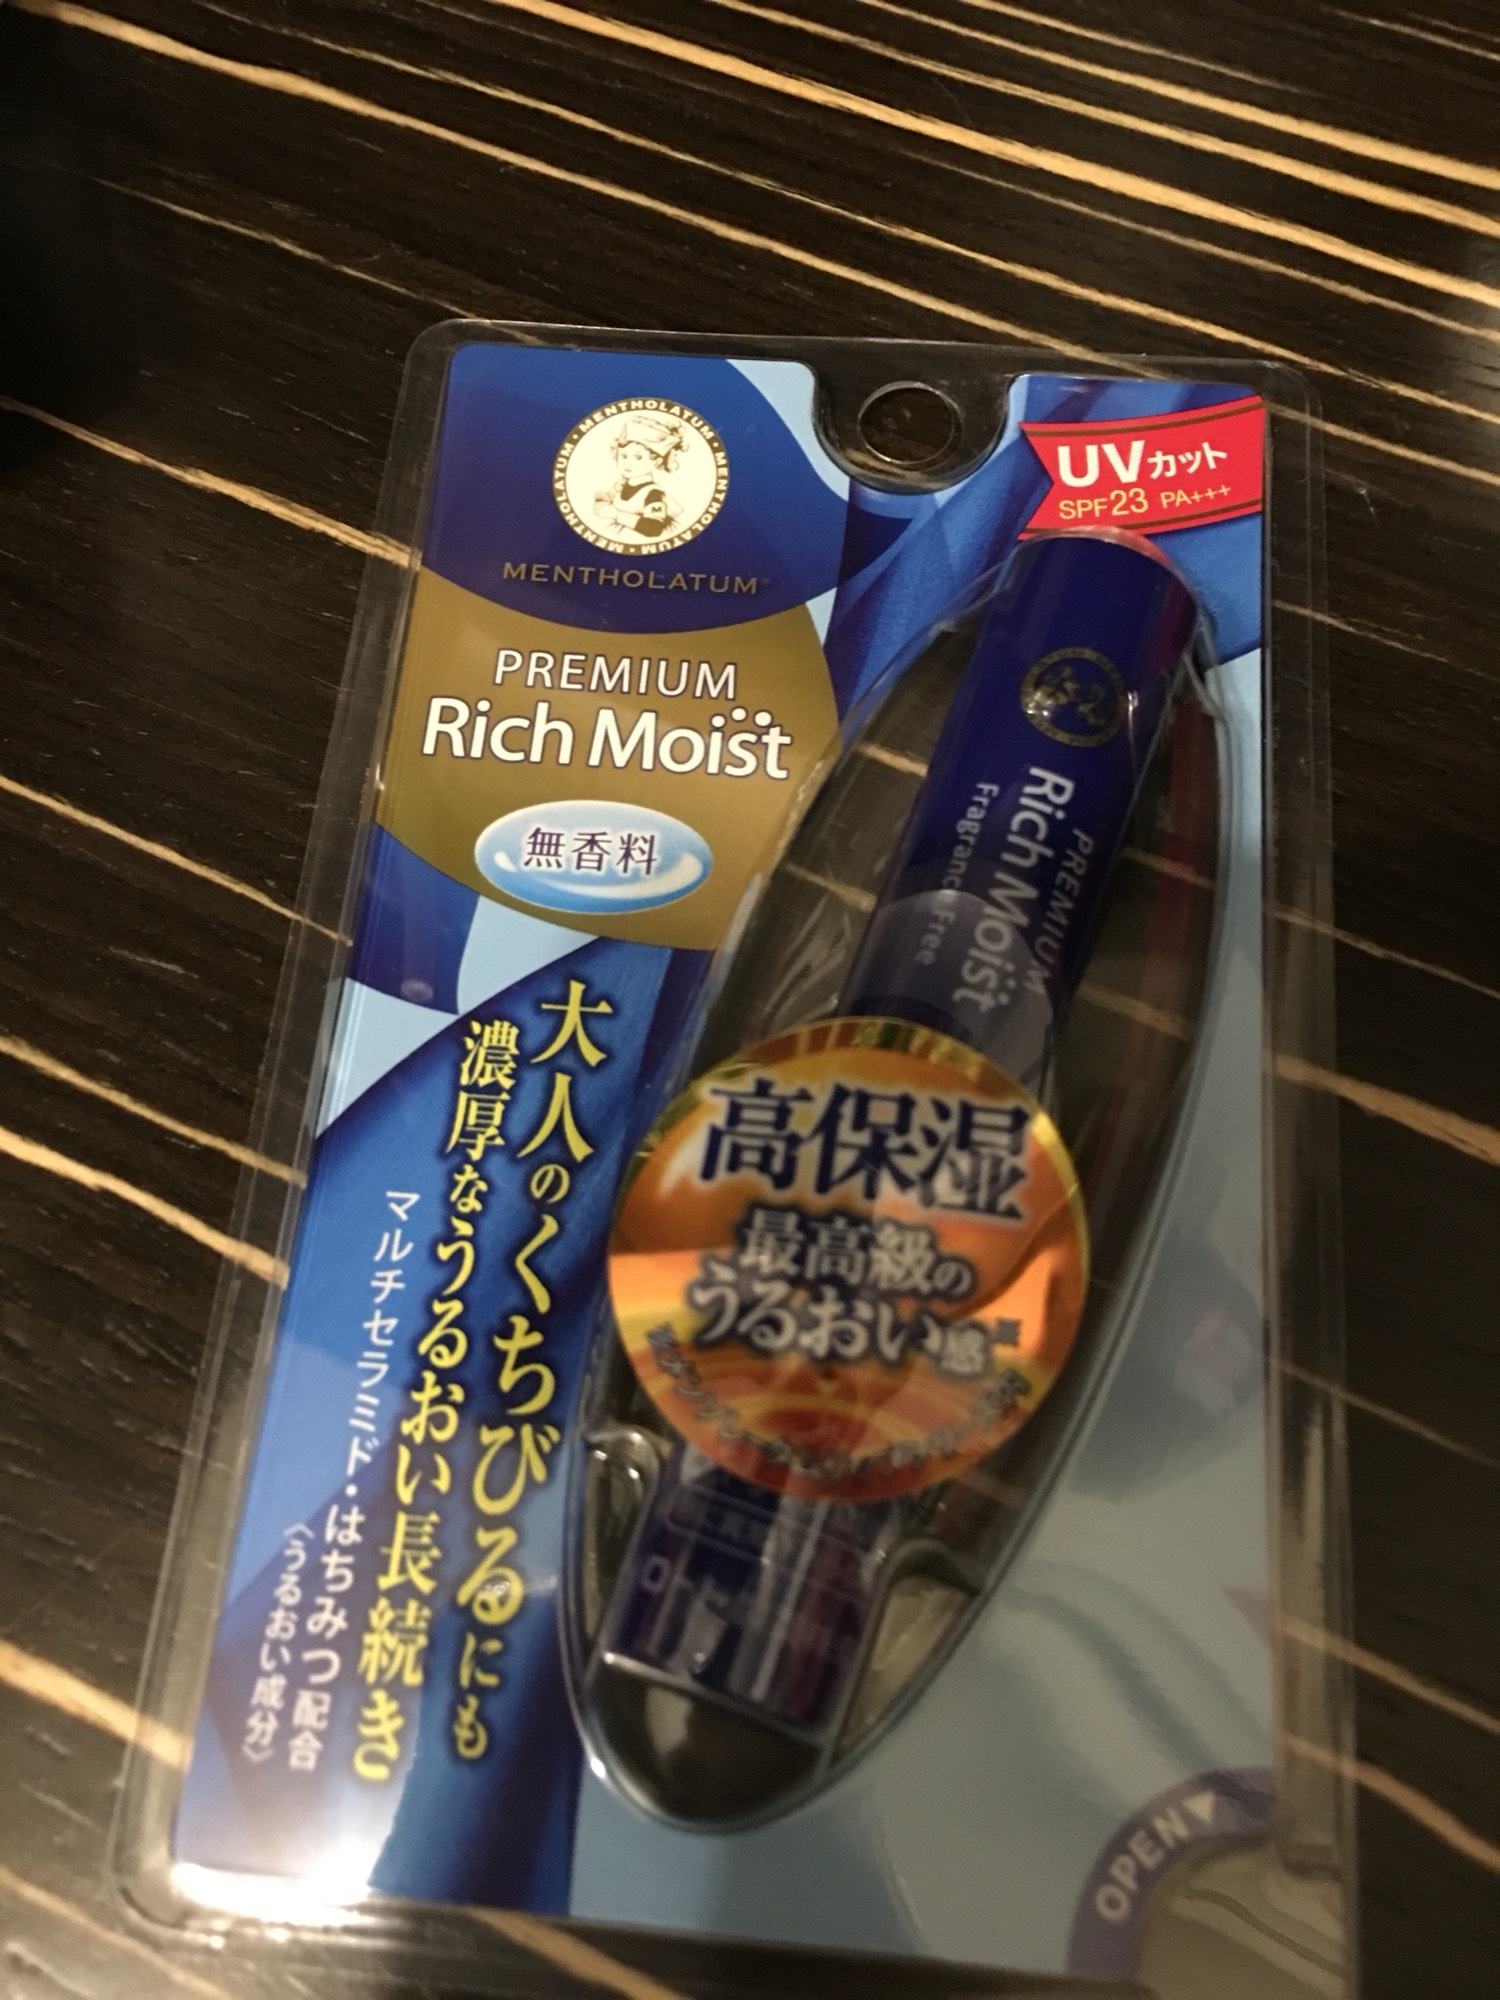 MENTHOLATUM • MENTHOLATUM • MENTHOLATUM
MENTHOLATUM
PREMIUM
Rich Moist
無香料
UVカット
SPF23 PA+++
PREMIUM
Rich Moist
Fragrance Free
高保湿
最高級の
うるおい感
大人のくちびるにも
濃厚なうるおい長続き
マルチセラミド・はちみつ配合
〈うるおい成分〉
OPEN▼